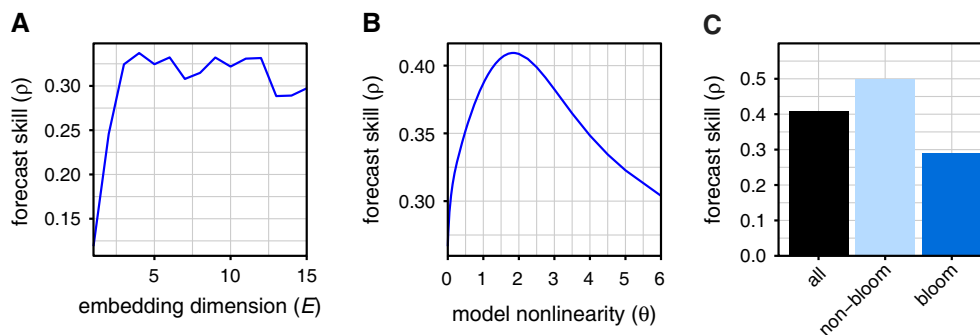 A
forecast skill (ρ)
0.30
0.25
0.20
0.15
5
10
15
embedding dimension (E)
B
forecast skill (ρ)
0.40
0.35
0.30
0
1
2
3
4
5
6
model nonlinearity (θ)
C
forecast skill (ρ)
0.5
0.4
0.3
0.2
0.1
0.0
all
non−bloom
bloom